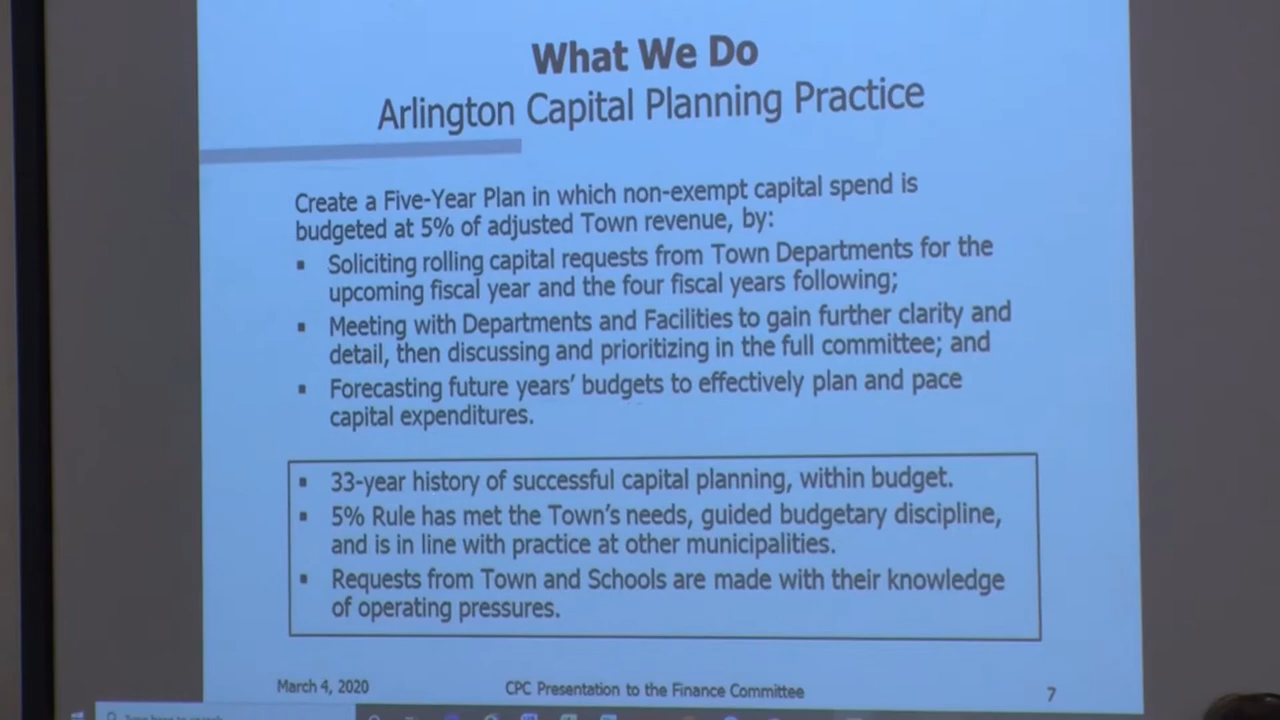 What We Do
Arlington Capital Planning Practice
Create a Five-Year Plan in which non-exempt capital spend is
budgeted at 5% of adjusted Town revenue, by:
▪ Soliciting rolling capital requests from Town Departments for the
upcoming fiscal year and the four fiscal years following;
▪ Meeting with Departments and Facilities to gain further clarity and
detail, then discussing and prioritizing in the full committee; and
▪ Forecasting future years' budgets to effectively plan and pace
capital expenditures.
▪ 33-year history of successful capital planning, within budget.
▪ 5% Rule has met the Town's needs, guided budgetary discipline,
and is in line with practice at other municipalities.
▪ Requests from Town and Schools are made with their knowledge
of operating pressures.
March 4, 2020 CPC Presentation to the Finance Committee 7